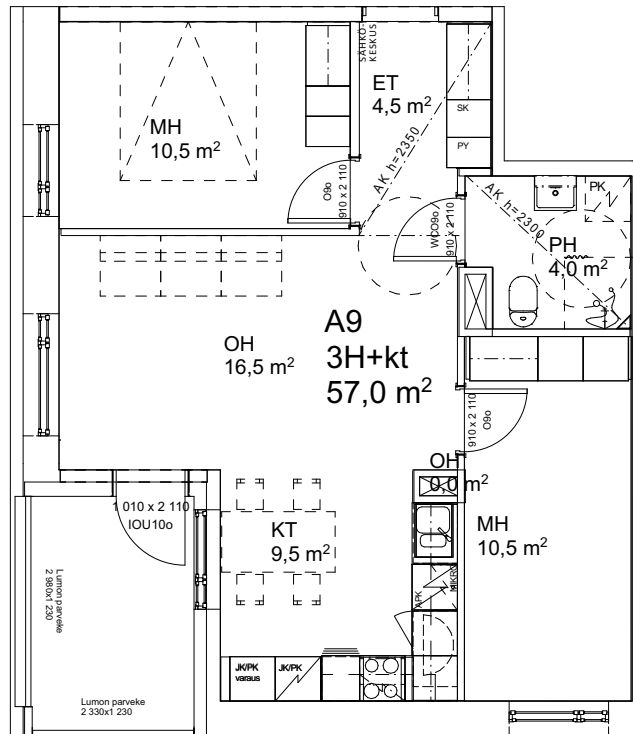 SÄHKÖ-
KESKUS
ET
4,5 m²
SK
PY
MH
10,5 m²
AK h=2350
O9o
910 x 2 110
WCO9o
910 x 2 110
AK h=2300
PK
PH
4,0 m²
A9
3H+kt
57,0 m²
OH
16,5 m²
910 x 2 110
O9o
OH
0,0 m²
MH
10,5 m²
1 010 x 2 110
IOU10o
KT
9,5 m²
APK
MIKRO
Lumon parveke
2 980x1 230
JK/PK
varaus
JK/PK
Lumon parveke
2 330x1 230